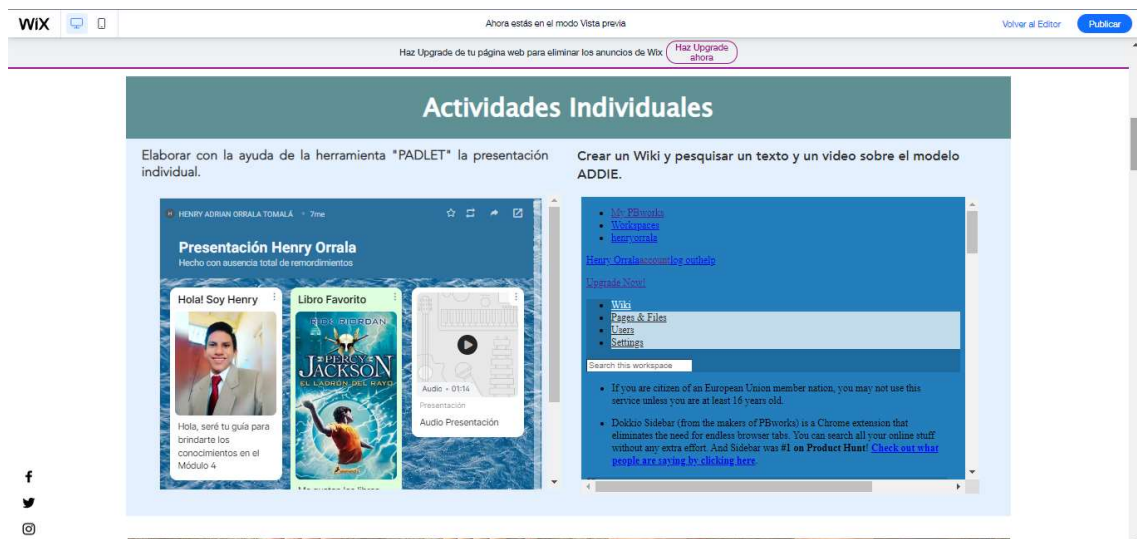 WiX
Ahora estás en el modo Vista previa
Volver al Editor
Publicar
Haz Upgrade de tu página web para eliminar los anuncios de Wix
Haz Upgrade
ahora
Actividades Individuales
Elaborar con la ayuda de la herramienta "PADLET" la presentación
individual.
H
HENRY ADRIAN ORRALA TOMALÁ + 7me
Presentación Henry Orrala
Hecho con ausencia total de remordimientos
Hola! Soy Henry
Hola, seré tu guía para
brindarte los
conocimientos en el
Módulo 4
Libro Favorito
RICK RIORDAN
PERCY
JACKSON
EL LADRÓN DEL RAYO
Audio - 01:14
Presentación
Audio Presentación
Crear un Wiki y pesquisar un texto y un video sobre el modelo
ADDIE.
My PBworks
Workspaces
henryorrala
Henry Orralaaccountlog outhelp
Upgrade Now!
Wiki
Pages & Files
Users
Settings
Search this workspace
If you are citizen of an European Union member nation, you may not use this
service unless you are at least 16 years old.
Dokkio Sidebar (from the makers of PBworks) is a Chrome extension that
eliminates the need for endless browser tabs. You can search all your online stuff
without any extra effort. And Sidebar was #1 on Product Hunt! Check out what
people are saying by clicking here.